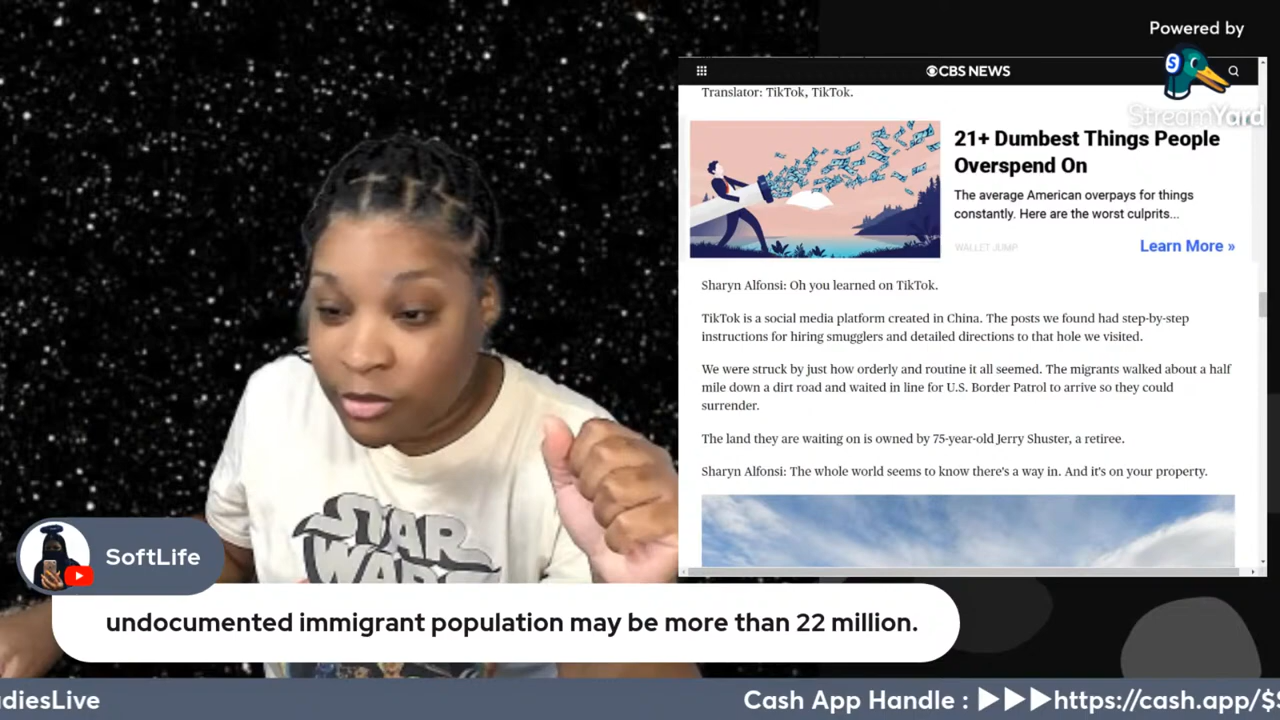 Powered by
StreamYard
CBS NEWS
Translator: TikTok, TikTok.
21+ Dumbest Things People
Overspend On
The average American overpays for things
constantly. Here are the worst culprits...
WALLET JUMP
Learn More »
Sharyn Alfonsi: Oh you learned on TikTok.
TikTok is a social media platform created in China. The posts we found had step-by-step
instructions for hiring smugglers and detailed directions to that hole we visited.
We were struck by just how orderly and routine it all seemed. The migrants walked about a half
mile down a dirt road and waited in line for U.S. Border Patrol to arrive so they could
surrender.
The land they are waiting on is owned by 75-year-old Jerry Shuster, a retiree.
Sharyn Alfonsi: The whole world seems to know there's a way in. And it's on your property.
STAR
WARS
SoftLife
undocumented immigrant population may be more than 22 million.
adiesLive
Cash App Handle : ▶▶▶https://cash.app/$S